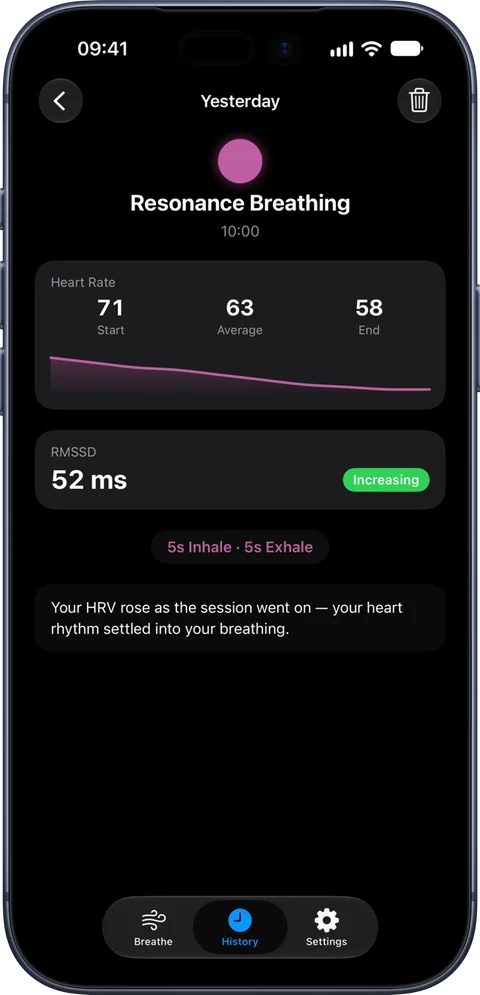 09:41
Yesterday
Resonance Breathing
10:00
Heart Rate
71 63 58
Start Average End
RMSSD
52 ms
Increasing
5s Inhale · 5s Exhale
Your HRV rose as the session went on — your heart
rhythm settled into your breathing.
Breathe History Settings